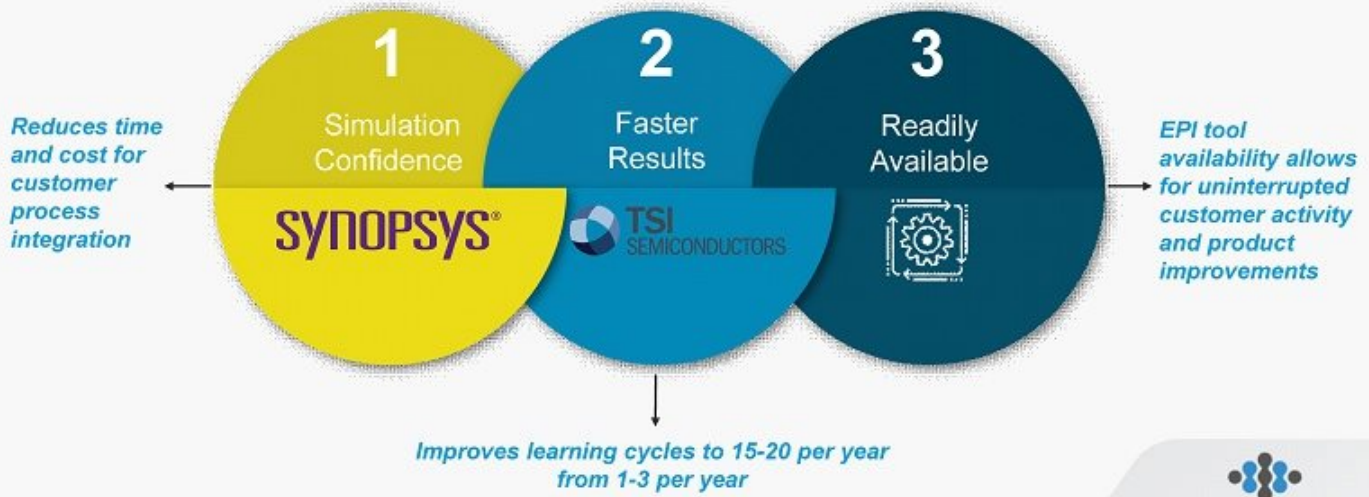 1
Simulation
Confidence
SYNOPSYS®
2
Faster
Results
TSI
SEMICONDUCTORS
3
Readily
Available
Reduces time
and cost for
customer
process
integration
EPI tool
availability allows
for uninterrupted
customer activity
and product
improvements
Improves learning cycles to 15-20 per year
from 1-3 per year